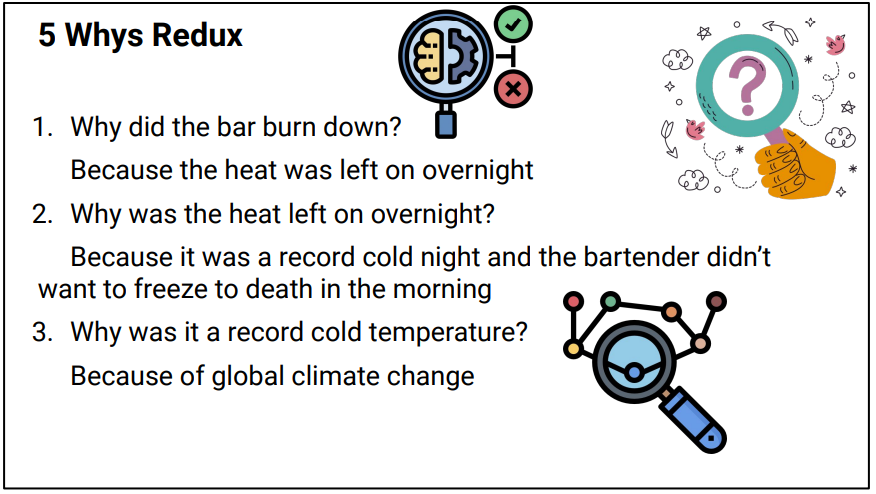 5 Whys Redux
1. Why did the bar burn down?
Because the heat was left on overnight
2. Why was the heat left on overnight?
Because it was a record cold night and the bartender didn’t
want to freeze to death in the morning
3. Why was it a record cold temperature?
Because of global climate change
?